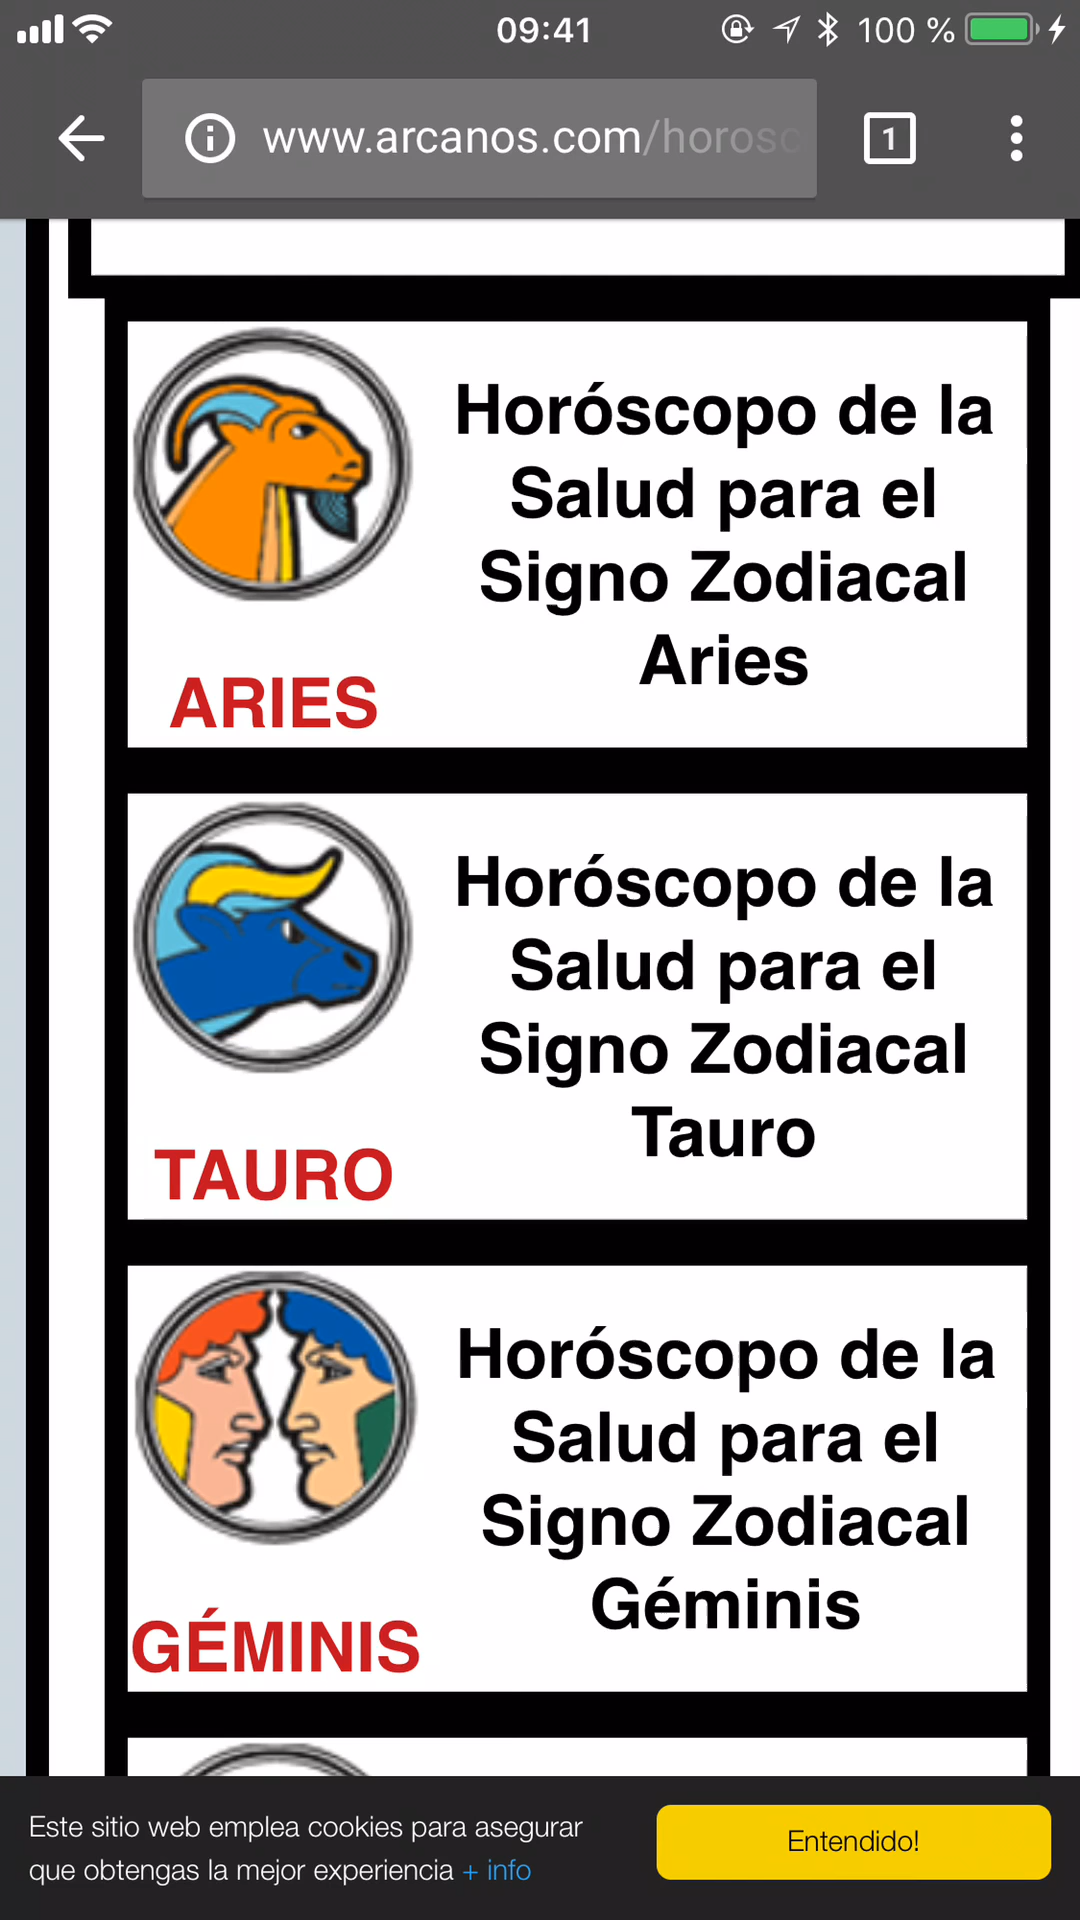 09:41
100 %
www.arcanos.com/horosc
1
Horóscopo de la
Salud para el
Signo Zodiacal
Aries
ARIES
Horóscopo de la
Salud para el
Signo Zodiacal
Tauro
TAURO
Horóscopo de la
Salud para el
Signo Zodiacal
Géminis
GÉMINIS
Este sitio web emplea cookies para asegurar
que obtengas la mejor experiencia + info
Entendido!